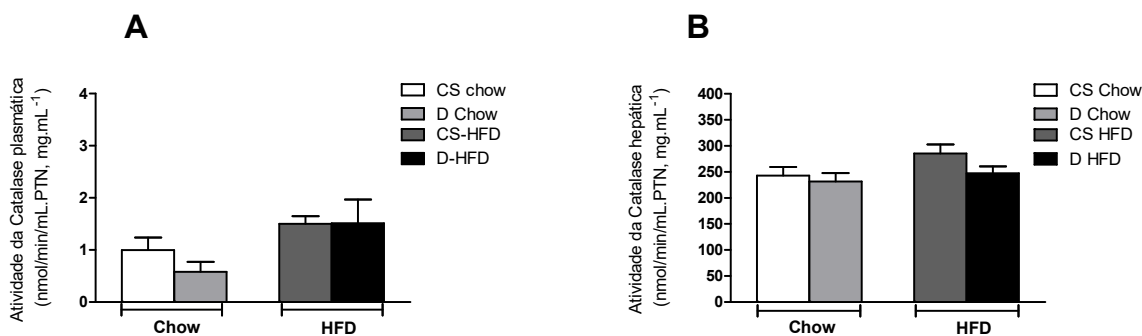 A
Atividade da Catalase plasmática
(nmol/min/mL.PTN, mg.mL⁻¹)
4
3
2
1
0
Chow
HFD
CS chow
D Chow
CS-HFD
D-HFD
B
Atividade da Catalase hepática
(nmol/min/mL.PTN, mg.mL⁻¹)
400
350
300
250
200
150
100
50
0
Chow
HFD
CS Chow
D Chow
CS HFD
D HFD